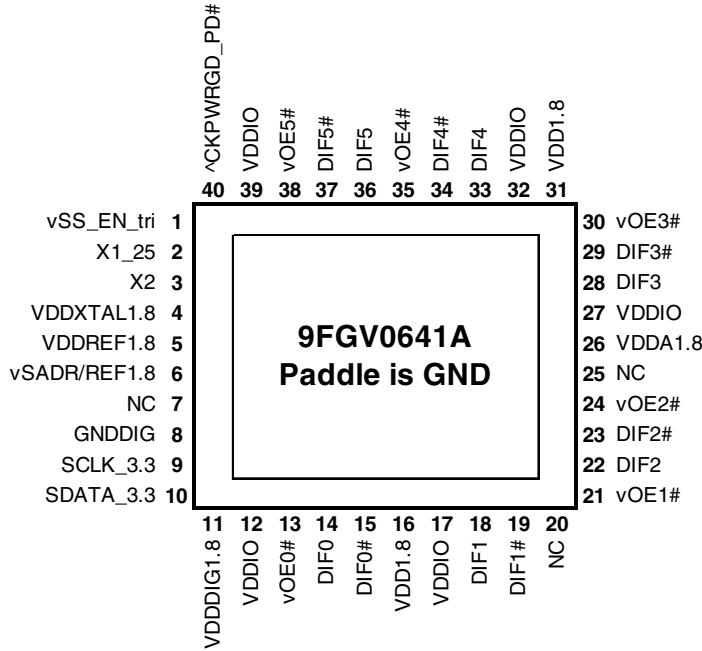 ^CKPWRGD_PD#
VDDIO
vOE5#
DIF5#
DIF5
vOE4#
DIF4#
DIF4
VDDIO
VDD1.8
40 39 38 37 36 35 34 33 32 31
vSS_EN_tri 1
X1_25 2
X2 3
VDDXTAL1.8 4
VDDREF1.8 5
vSADR/REF1.8 6
NC 7
GNDDIG 8
SCLK_3.3 9
SDATA_3.3 10
9FGV0641A
Paddle is GND
30 vOE3#
29 DIF3#
28 DIF3
27 VDDIO
26 VDDA1.8
25 NC
24 vOE2#
23 DIF2#
22 DIF2
21 vOE1#
11 12 13 14 15 16 17 18 19 20
VDDDIG1.8
VDDIO
vOE0#
DIF0
DIF0#
VDD1.8
VDDIO
DIF1
DIF1#
NC